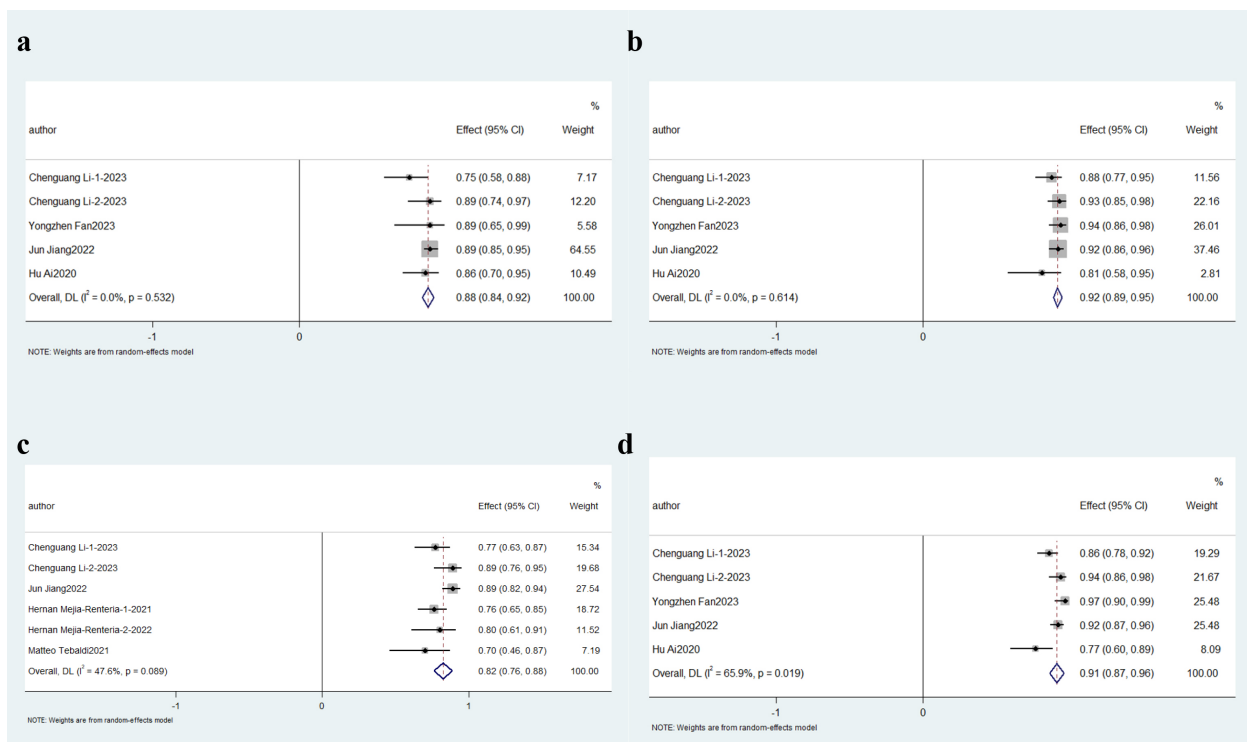 a
%
author Effect (95% CI) Weight
Chenguang Li-1-2023 0.75 (0.58, 0.88) 7.17
Chenguang Li-2-2023 0.89 (0.74, 0.97) 12.20
Yongzhen Fan2023 0.89 (0.65, 0.99) 5.58
Jun Jiang2022 0.89 (0.85, 0.95) 64.55
Hu Ai2020 0.86 (0.70, 0.95) 10.49
Overall, DL (I² = 0.0%, p = 0.532) 0.88 (0.84, 0.92) 100.00
-1 0
NOTE: Weights are from random-effects model
b
%
author Effect (95% CI) Weight
Chenguang Li-1-2023 0.88 (0.77, 0.95) 11.56
Chenguang Li-2-2023 0.93 (0.85, 0.98) 22.16
Yongzhen Fan2023 0.94 (0.86, 0.98) 26.01
Jun Jiang2022 0.92 (0.86, 0.96) 37.46
Hu Ai2020 0.81 (0.58, 0.95) 2.81
Overall, DL (I² = 0.0%, p = 0.614) 0.92 (0.89, 0.95) 100.00
-1 0
NOTE: Weights are from random-effects model
c
%
author Effect (95% CI) Weight
Chenguang Li-1-2023 0.77 (0.63, 0.87) 15.34
Chenguang Li-2-2023 0.89 (0.76, 0.95) 19.68
Jun Jiang2022 0.89 (0.82, 0.94) 27.54
Hernan Mejia-Renteria-1-2021 0.76 (0.65, 0.85) 18.72
Hernan Mejia-Renteria-2-2022 0.80 (0.61, 0.91) 11.52
Matteo Tebaldi2021 0.70 (0.46, 0.87) 7.19
Overall, DL (I² = 47.6%, p = 0.089) 0.82 (0.76, 0.88) 100.00
-1 0 1
NOTE: Weights are from random-effects model
d
%
author Effect (95% CI) Weight
Chenguang Li-1-2023 0.86 (0.78, 0.92) 19.29
Chenguang Li-2-2023 0.94 (0.86, 0.98) 21.67
Yongzhen Fan2023 0.97 (0.90, 0.99) 25.48
Jun Jiang2022 0.92 (0.87, 0.96) 25.48
Hu Ai2020 0.77 (0.60, 0.89) 8.09
Overall, DL (I² = 65.9%, p = 0.019) 0.91 (0.87, 0.96) 100.00
-1 0
NOTE: Weights are from random-effects model